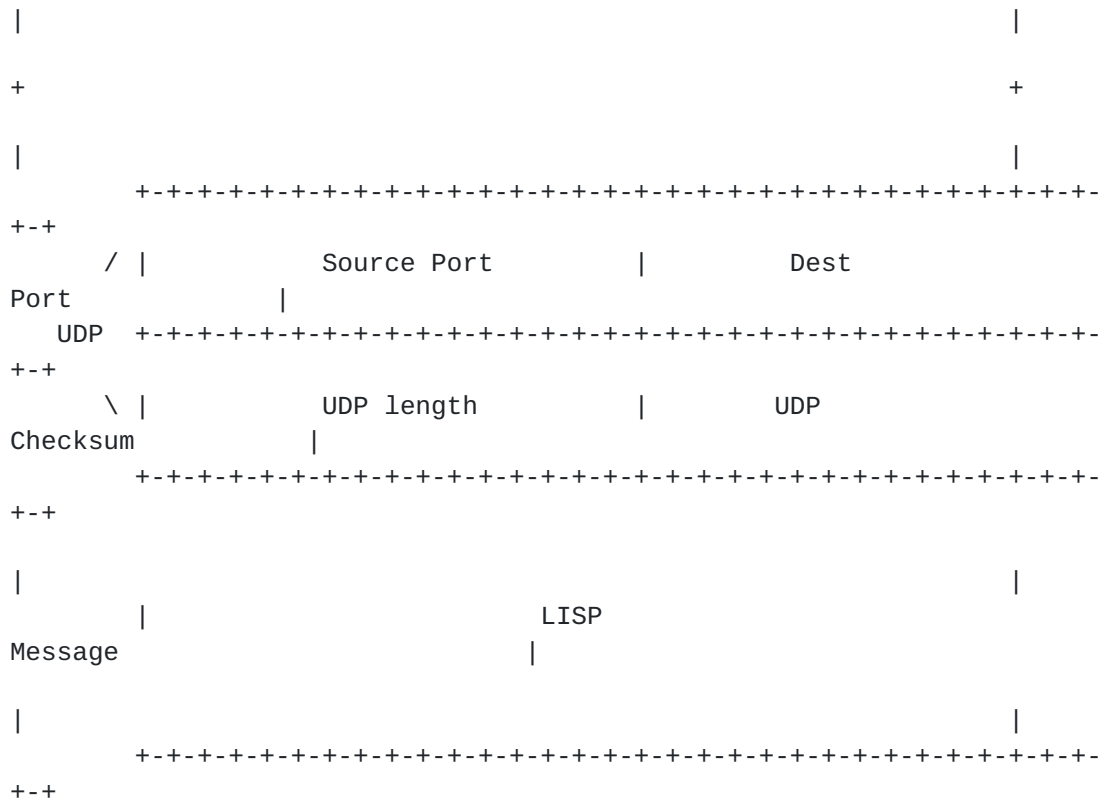 |                                                               |

+                                                               +

|                                                               |
        +-+-+-+-+-+-+-+-+-+-+-+-+-+-+-+-+-+-+-+-+-+-+-+-+-+-+-+-+-+-+-
+-+
      / |           Source Port         |         Dest
Port             |
   UDP  +-+-+-+-+-+-+-+-+-+-+-+-+-+-+-+-+-+-+-+-+-+-+-+-+-+-+-+-+-+-+-
+-+
      \ |           UDP length          |        UDP
Checksum           |
        +-+-+-+-+-+-+-+-+-+-+-+-+-+-+-+-+-+-+-+-+-+-+-+-+-+-+-+-+-+-+-
+-+

|                                                               |
        |                         LISP
Message                          |

|                                                               |
        +-+-+-+-+-+-+-+-+-+-+-+-+-+-+-+-+-+-+-+-+-+-+-+-+-+-+-+-+-+-+-
+-+